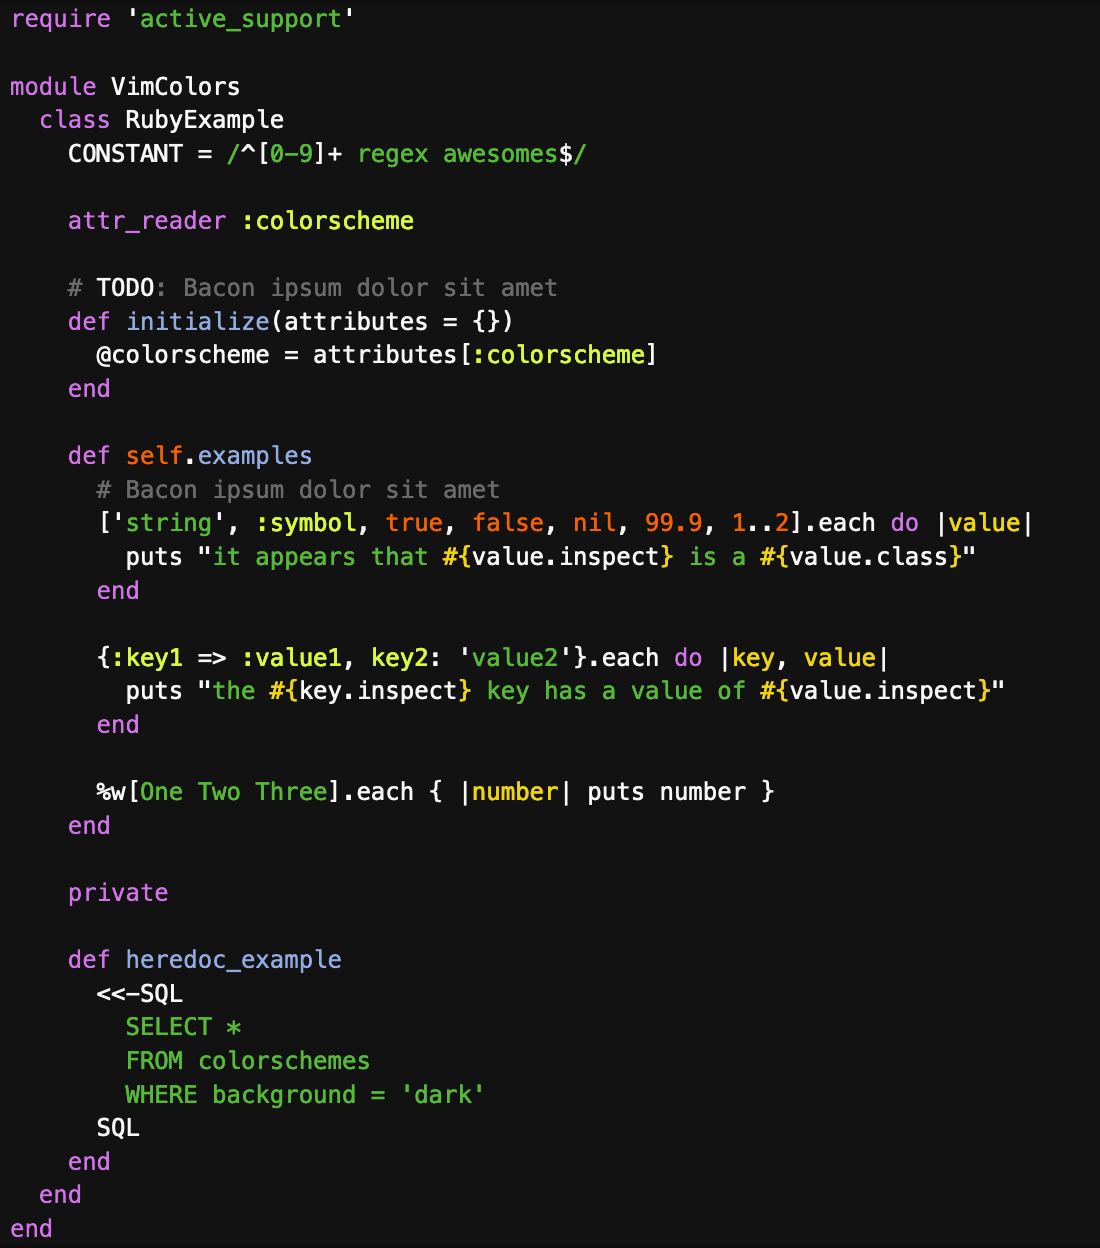 require 'active_support'

module VimColors
  class RubyExample
    CONSTANT = /^[0-9]+ regex awesomes$/

    attr_reader :colorscheme

    # TODO: Bacon ipsum dolor sit amet
    def initialize(attributes = {})
      @colorscheme = attributes[:colorscheme]
    end

    def self.examples
      # Bacon ipsum dolor sit amet
      ['string', :symbol, true, false, nil, 99.9, 1..2].each do |value|
        puts "it appears that #{value.inspect} is a #{value.class}"
      end

      {:key1 => :value1, key2: 'value2'}.each do |key, value|
        puts "the #{key.inspect} key has a value of #{value.inspect}"
      end

      %w[One Two Three].each { |number| puts number }
    end

    private

    def heredoc_example
      <<-SQL
        SELECT *
        FROM colorschemes
        WHERE background = 'dark'
      SQL
    end
  end
end